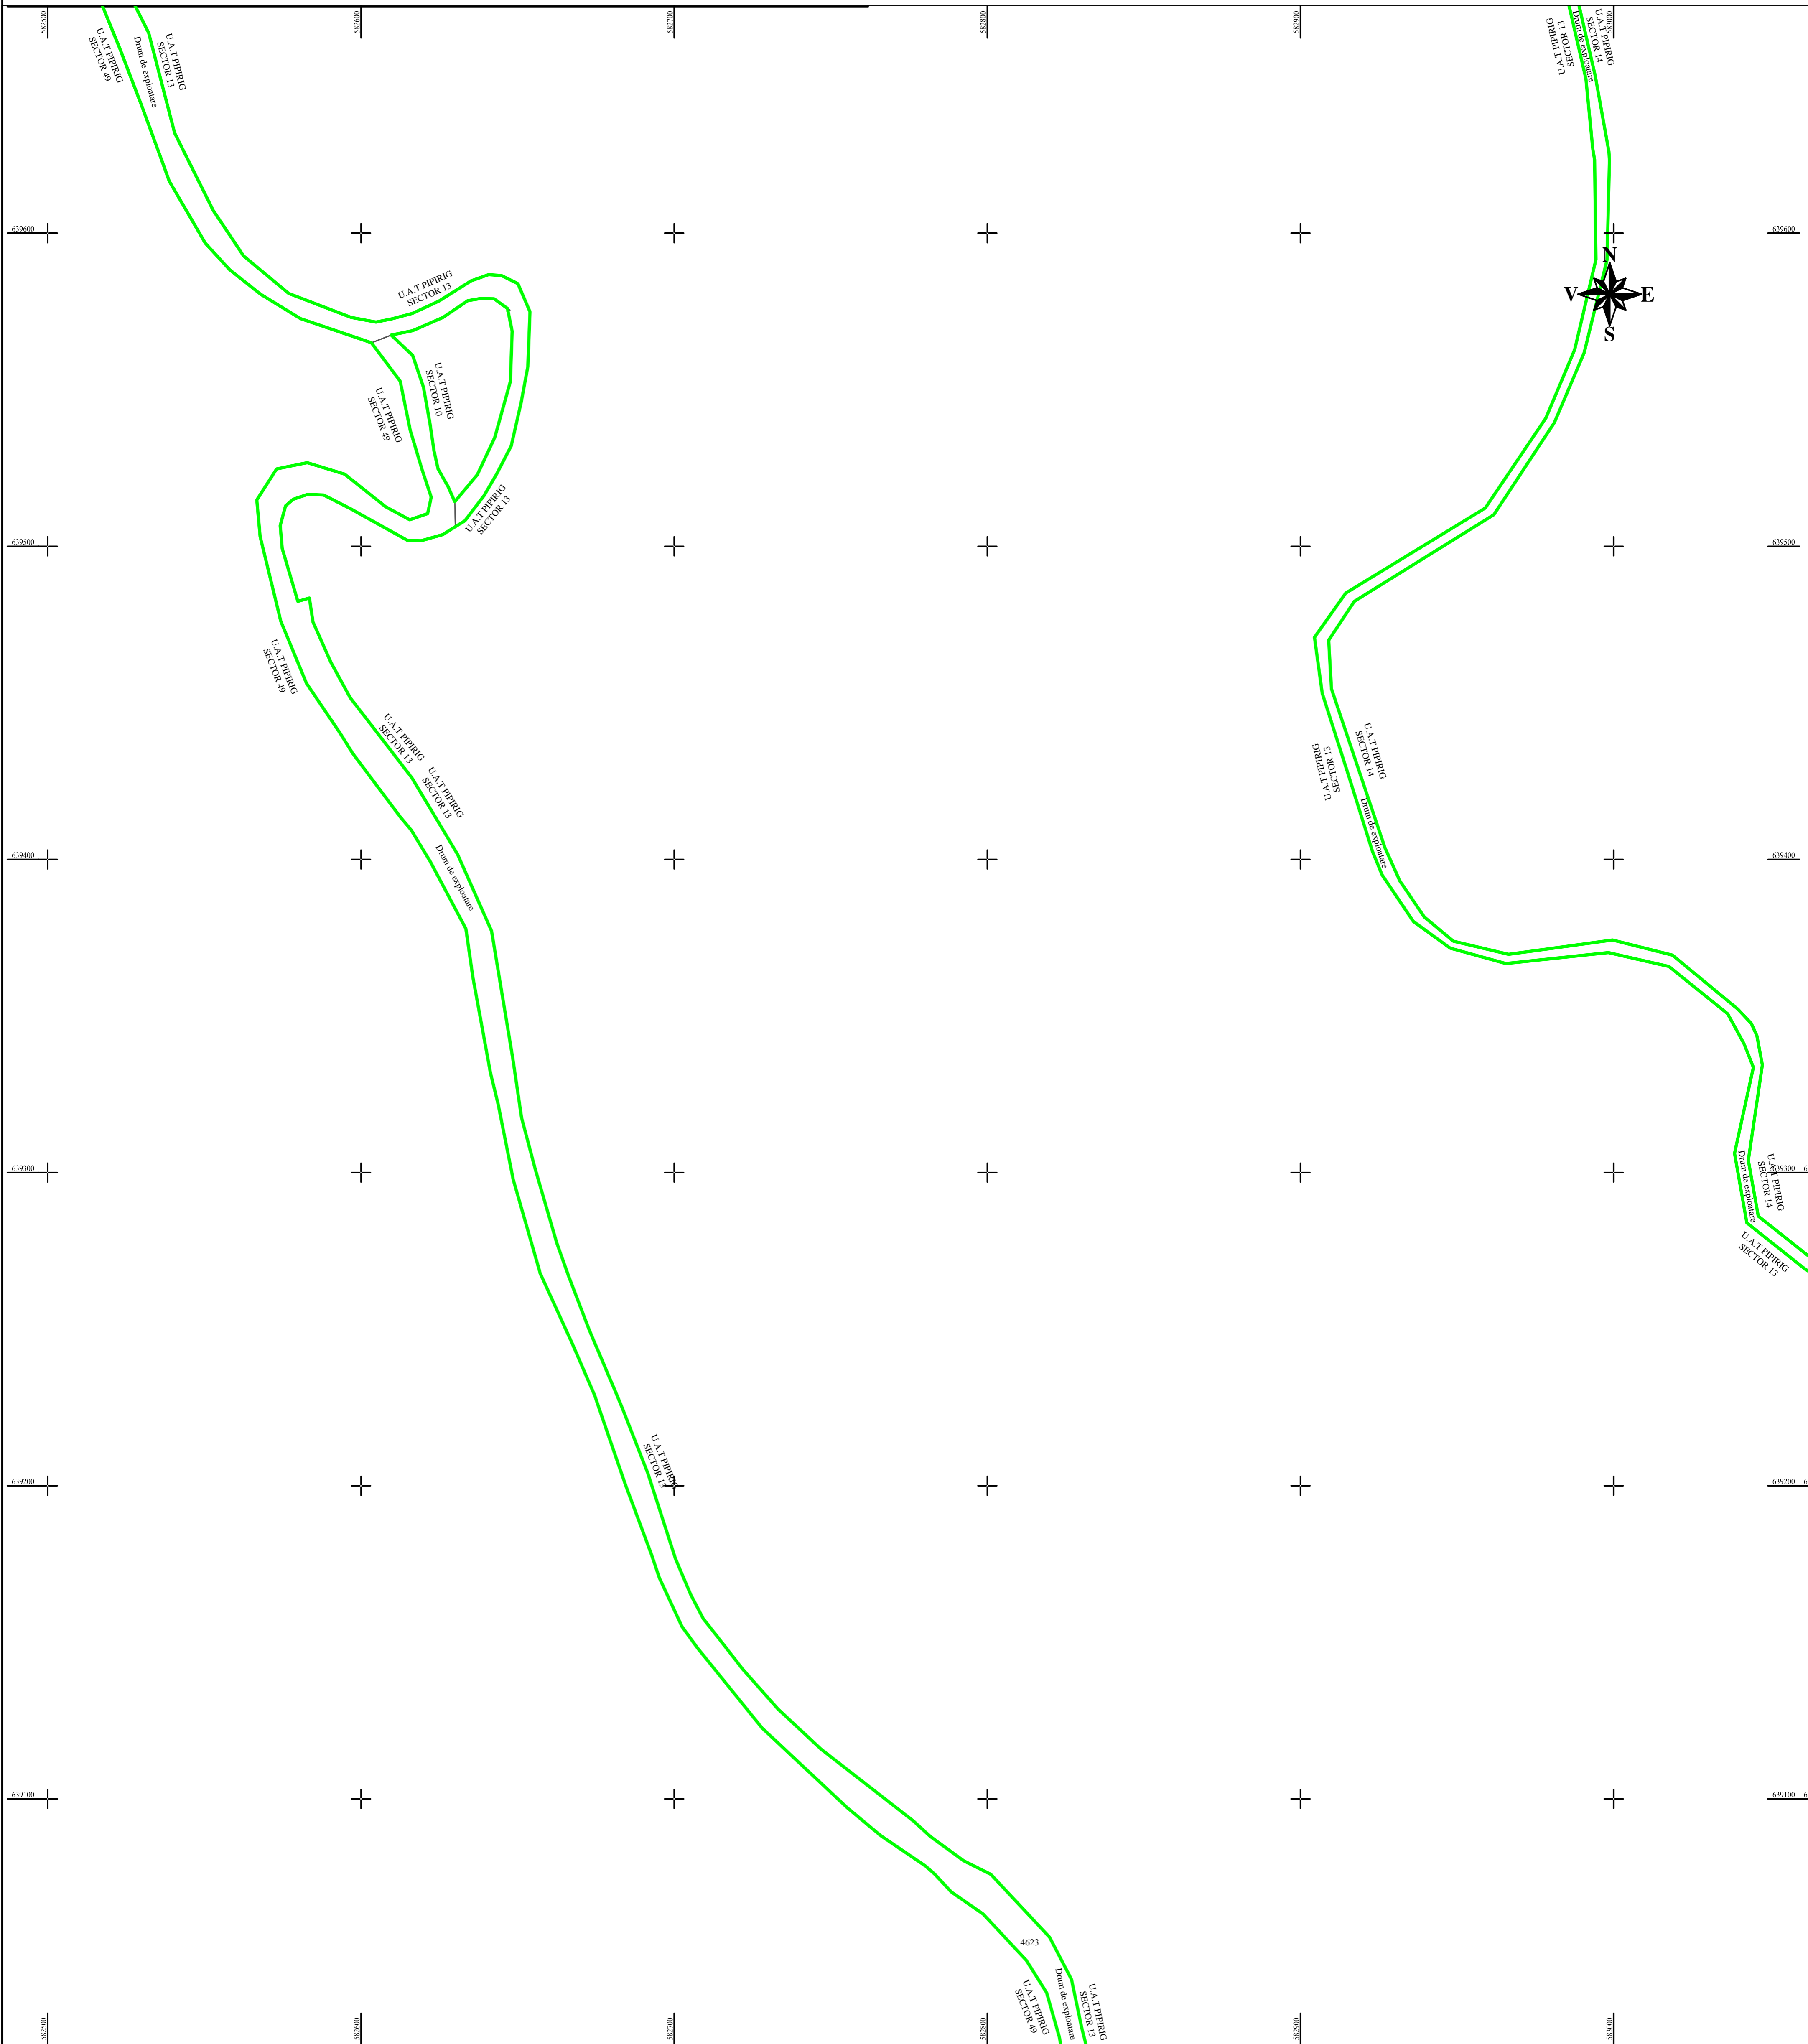 582500
582600
582700
582800
582900
583000
U.A.T PIPIRIG
SECTOR 49
Drum de exploatare
U.A.T PIPIRIG
SECTOR 13
U.A.T PIPIRIG
SECTOR 13
Drum de exploatare
U.A.T PIPIRIG
SECTOR 14
639600
639600
N
V
E
S
U.A.T PIPIRIG
SECTOR 13
U.A.T PIPIRIG
SECTOR 10
U.A.T PIPIRIG
SECTOR 49
U.A.T PIPIRIG
SECTOR 13
639500
639500
U.A.T PIPIRIG
SECTOR 49
U.A.T PIPIRIG
SECTOR 13
U.A.T PIPIRIG
SECTOR 13
U.A.T PIPIRIG
SECTOR 14
U.A.T PIPIRIG
SECTOR 13
Drum de exploatare
Drum de exploatare
639400
639400
639300
639300
Drum de exploatare
U.A.T PIPIRIG
SECTOR 14
U.A.T PIPIRIG
SECTOR 13
U.A.T PIPIRIG
SECTOR 13
639200
639200
639100
639100
4623
U.A.T PIPIRIG
SECTOR 49
Drum de exploatare
U.A.T PIPIRIG
SECTOR 13
582500
582600
582700
582800
582900
583000